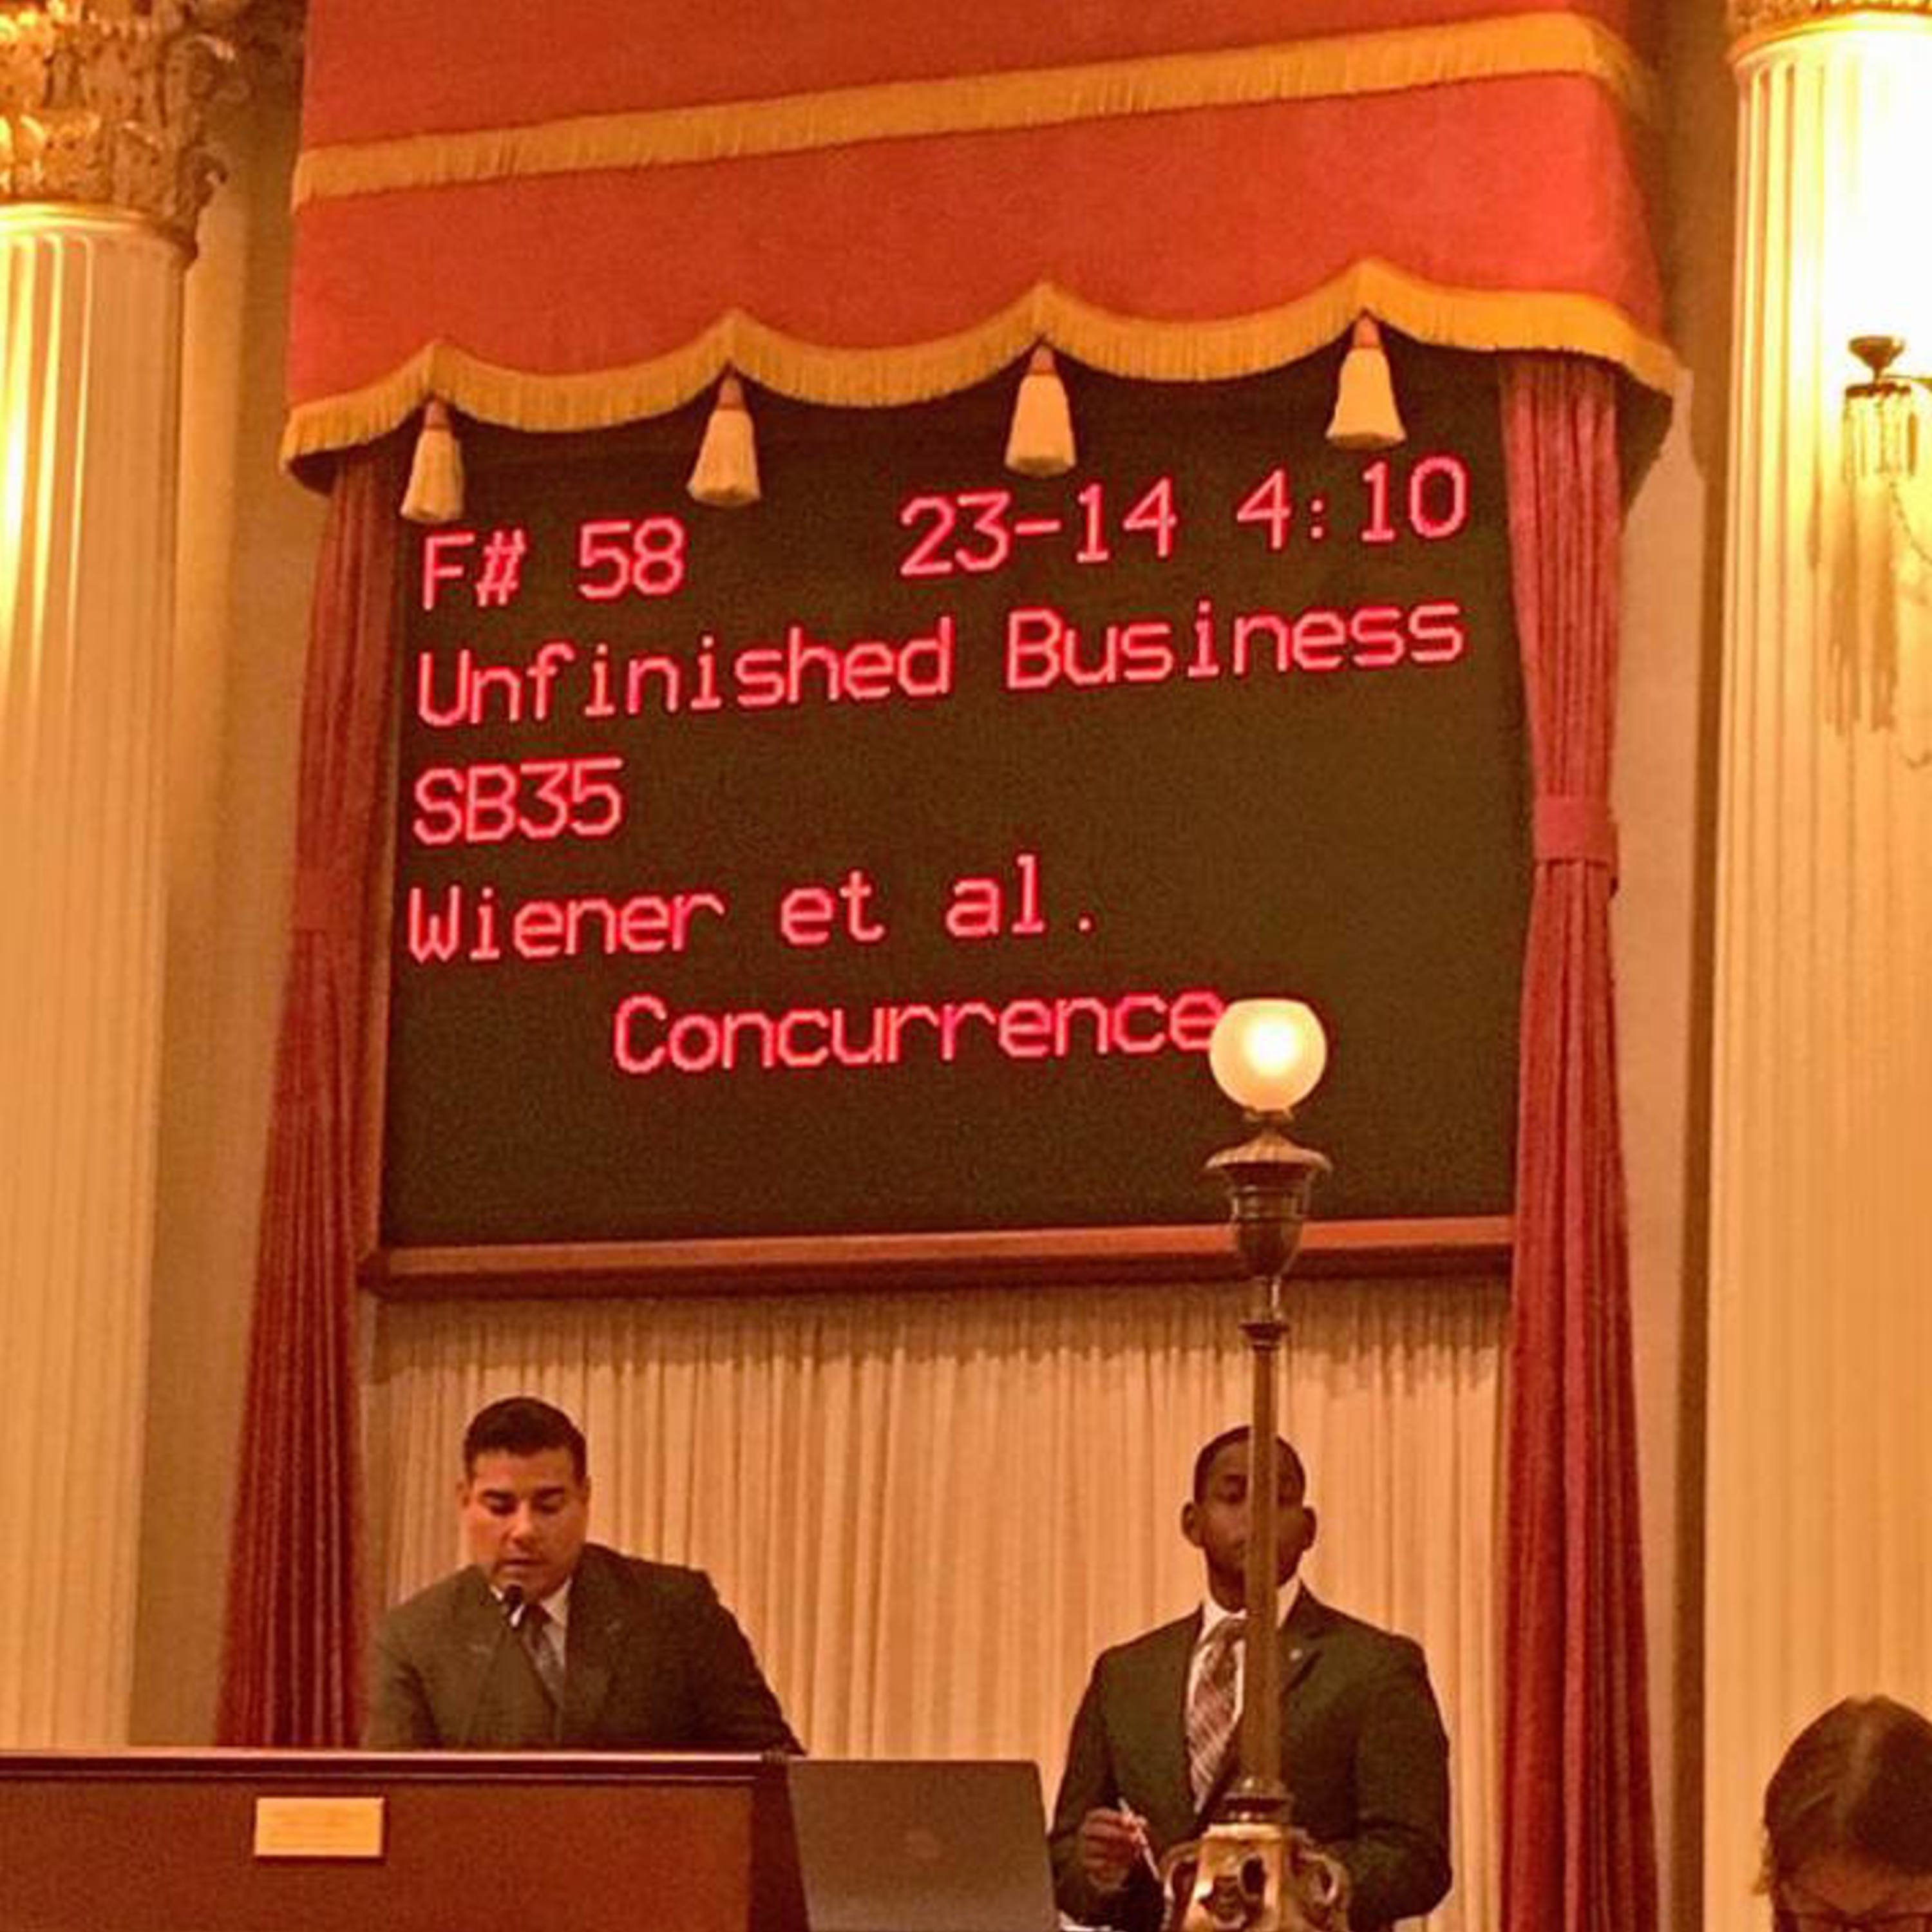 F# 58 23-14 4:10
Unfinished Business
SB35
Wiener et al.
Concurrence